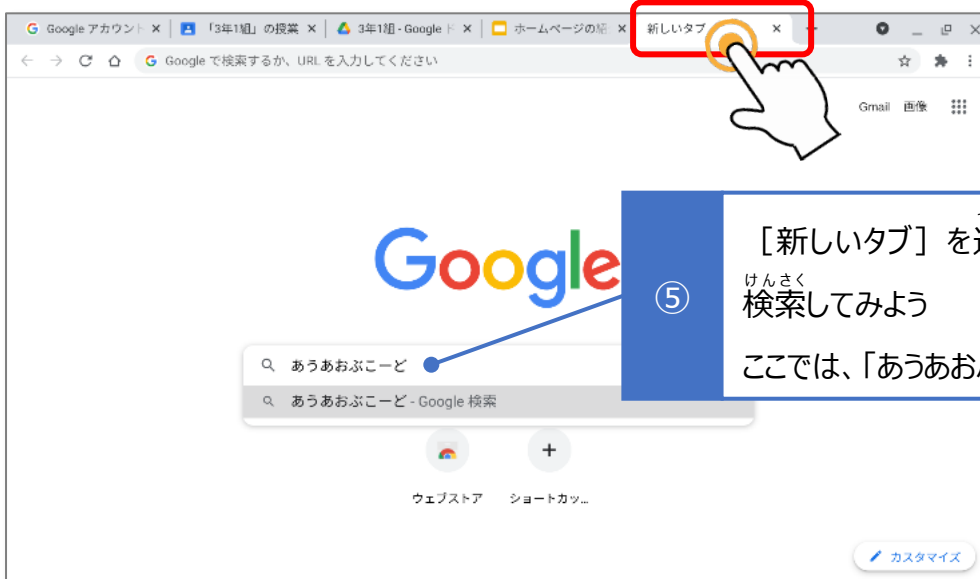 Google アカウント
「3年1組」の授業
3年1組 - Google ド
ホームページの紹
新しいタブ
Google で検索するか、URL を入力してください
Gmail 画像
Google
[新しいタブ] を
⑤
けんさく
検索してみよう
ここでは、「あうあお
あうあおぶこーど
あうあおぶこーど - Google 検索
ウェブストア ショートカッ...
カスタマイズ